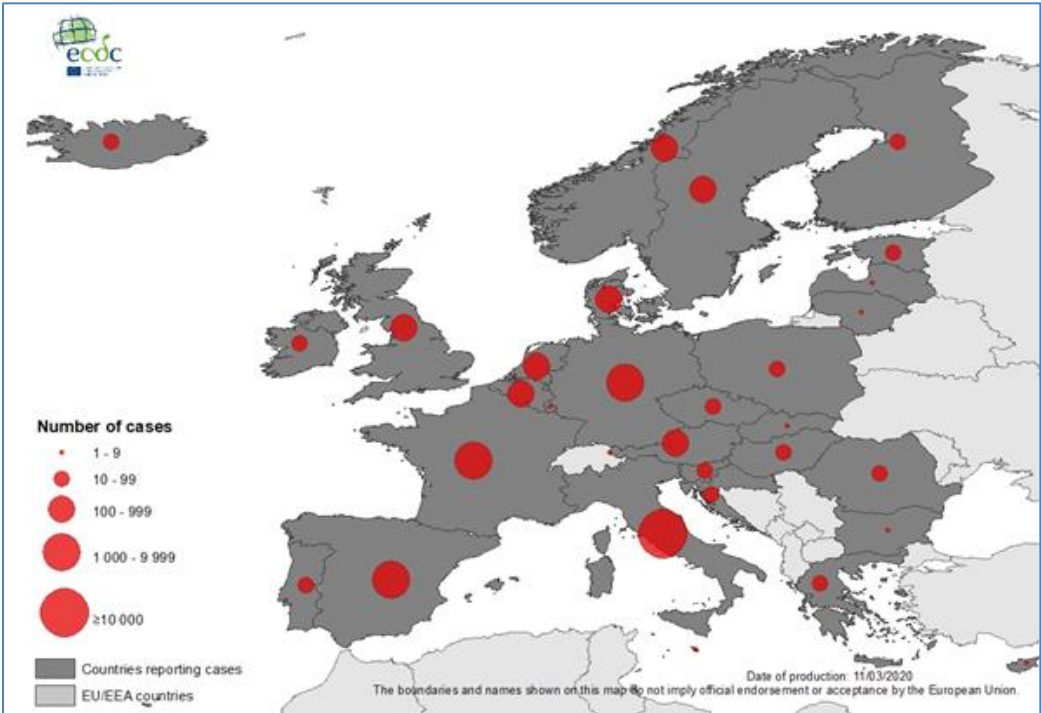 ecdc
Number of cases
1 - 9
10 - 99
100 - 999
1 000 - 9 999
≥10 000
Countries reporting cases
EU/EEA countries
Date of production: 11/03/2020
The boundaries and names shown on this map do not imply official endorsement or acceptance by the European Union.